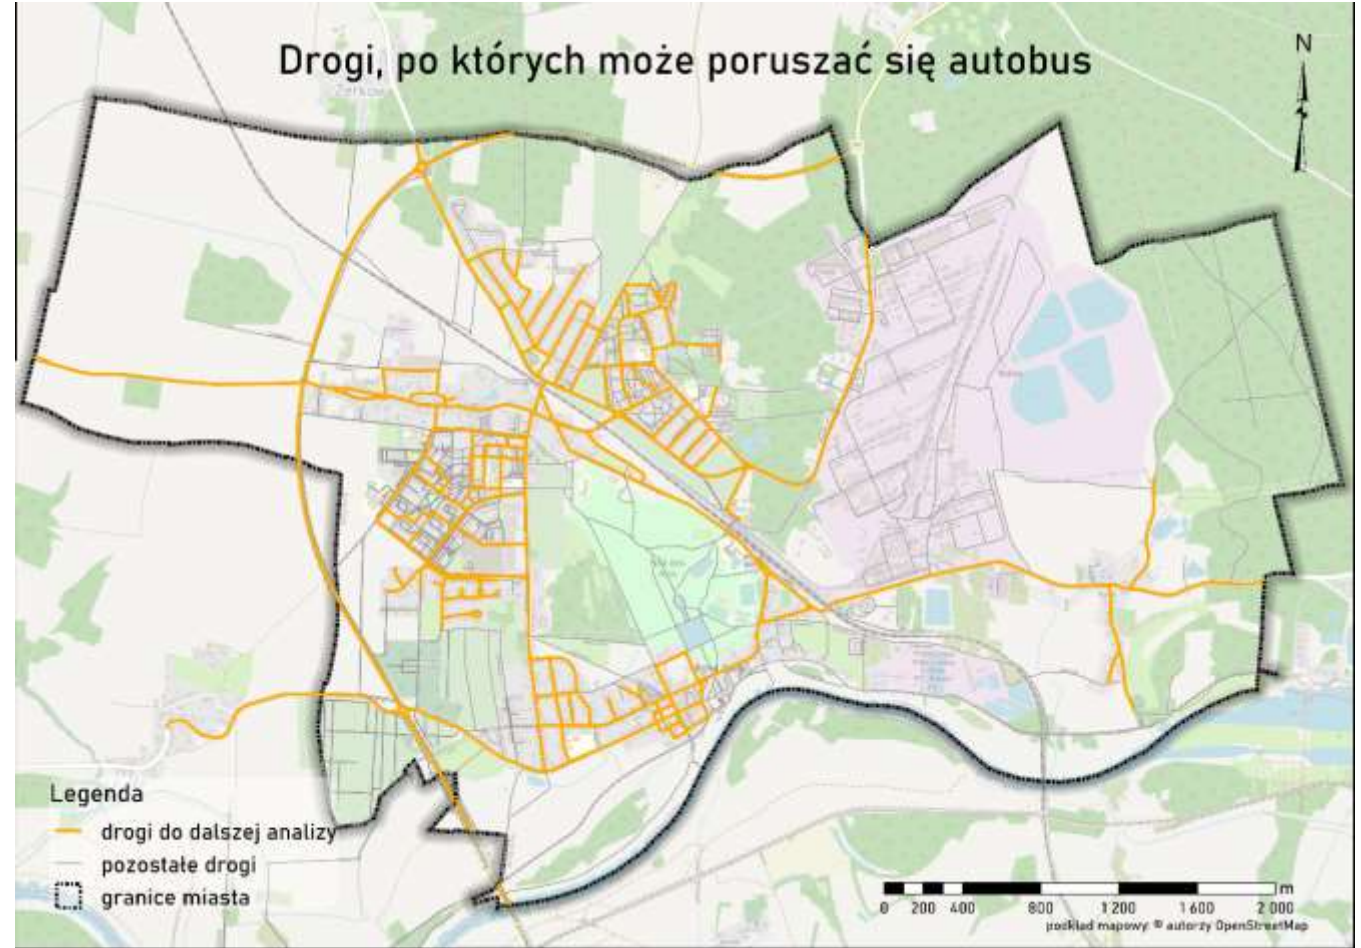 Drogi, po których może poruszać się autobus
N
Żerków
Legenda
drogi do dalszej analizy
pozostałe drogi
granice miasta
m
0 200 400 800 1 200 1 600 2 000
podkład mapowy: © autorzy OpenStreetMap